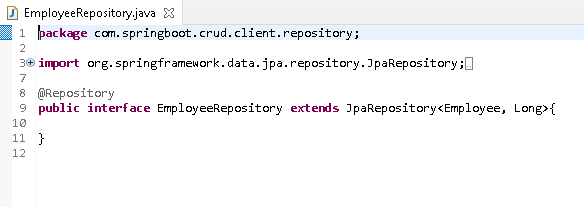 EmployeeRepository.java
1 package com.springboot.crud.client.repository;
2
3 import org.springframework.data.jpa.repository.JpaRepository;
7
8 @Repository
9 public interface EmployeeRepository extends JpaRepository<Employee, Long>{
10
11 }
12